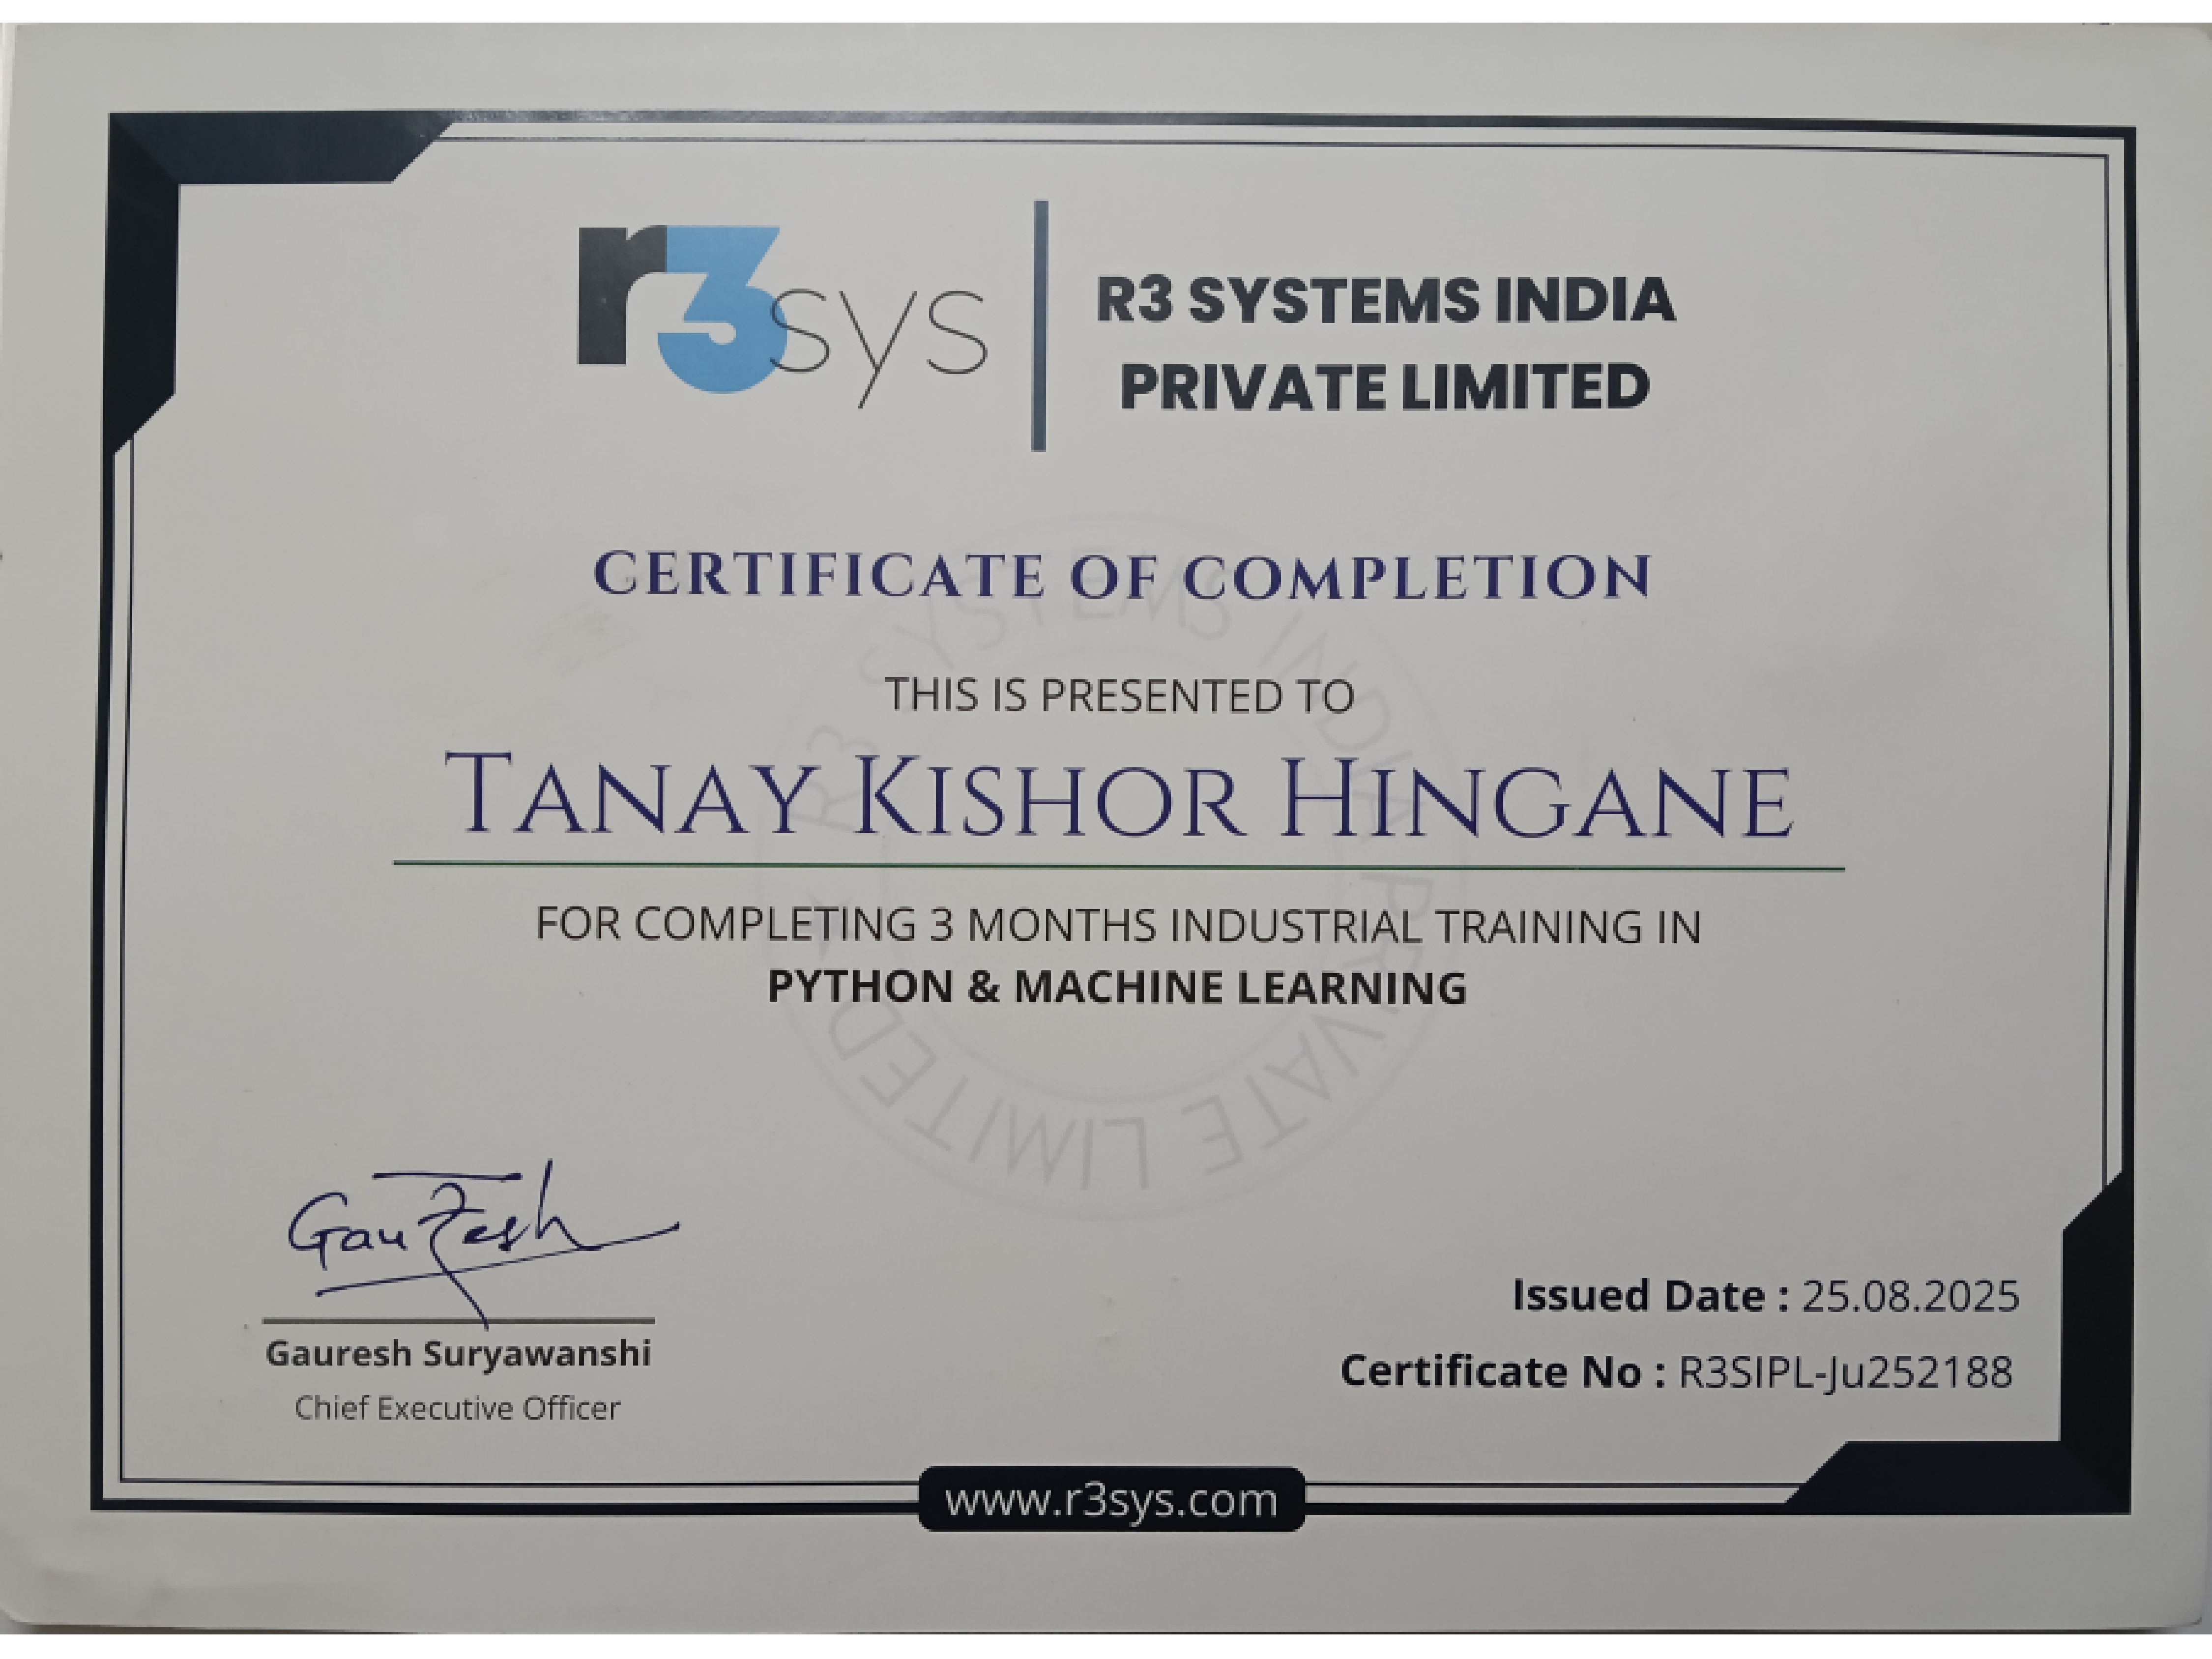 r3sys
R3 SYSTEMS INDIA
PRIVATE LIMITED
CERTIFICATE OF COMPLETION
THIS IS PRESENTED TO
TANAY KISHOR HINGANE
FOR COMPLETING 3 MONTHS INDUSTRIAL TRAINING IN
PYTHON & MACHINE LEARNING
R3 SYSTEMS INDIA PRIVATE LIMITED ★
Gauresh
Gauresh Suryawanshi
Chief Executive Officer
Issued Date : 25.08.2025
Certificate No : R3SIPL-Ju252188
www.r3sys.com